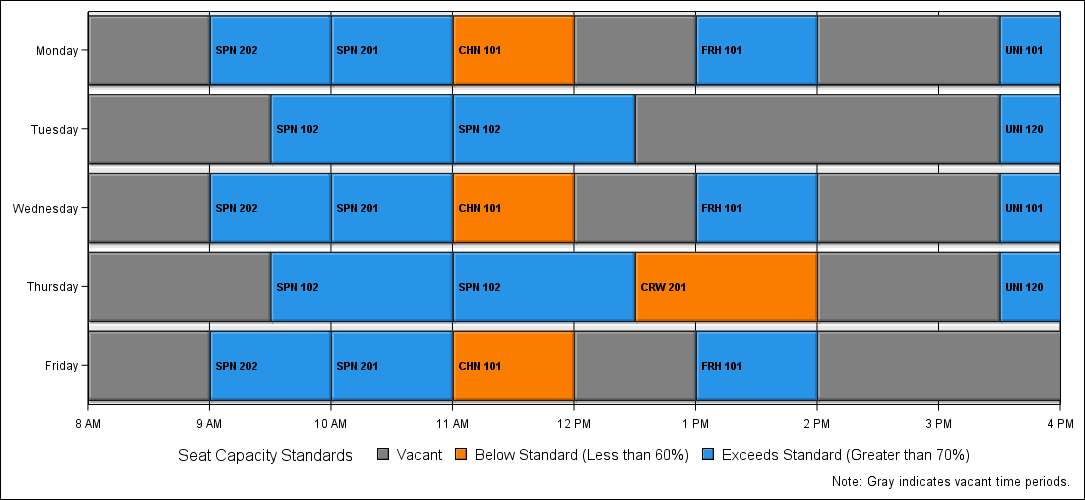 Monday SPN 202 SPN 201 CHN 101 FRH 101 UNI 101
Tuesday SPN 102 SPN 102 UNI 120
Wednesday SPN 202 SPN 201 CHN 101 FRH 101 UNI 101
Thursday SPN 102 SPN 102 CRW 201 UNI 120
Friday SPN 202 SPN 201 CHN 101 FRH 101
8 AM 9 AM 10 AM 11 AM 12 PM 1 PM 2 PM 3 PM 4 PM
Seat Capacity Standards Vacant Below Standard (Less than 60%) Exceeds Standard (Greater than 70%)
Note: Gray indicates vacant time periods.